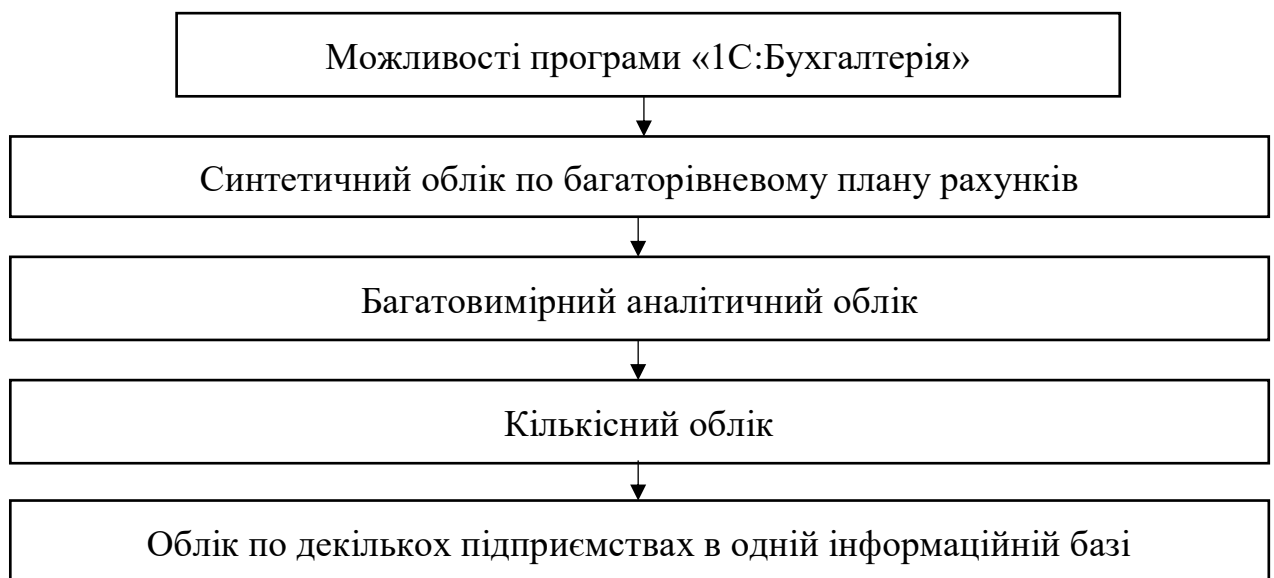 Можливості програми «1С:Бухгалтерія»
Синтетичний облік по багаторівневому плану рахунків
Багатовимірний аналітичний облік
Кількісний облік
Облік по декількох підприємствах в одній інформаційній базі